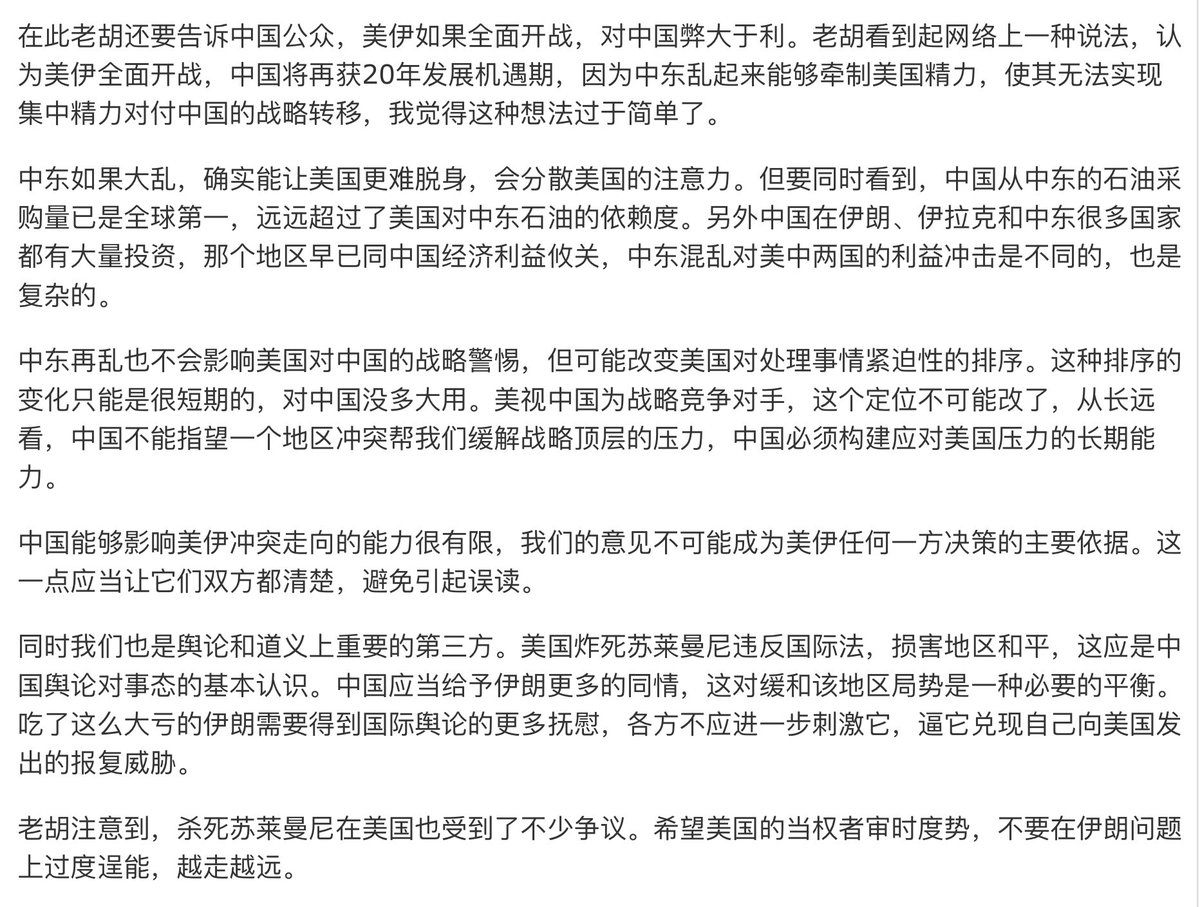 在此老胡还要告诉中国公众，美伊如果全面开战，对中国弊大于利。老胡看到起网络上一种说法，认
为美伊全面开战，中国将再获20年发展机遇期，因为中东乱起来能够牵制美国精力，使其无法实现
集中精力对付中国的战略转移，我觉得这种想法过于简单了。
中东如果大乱，确实能让美国更难脱身，会分散美国的注意力。但要同时看到，中国从中东的石油采
购量已是全球第一，远远超过了美国对中东石油的依赖度。另外中国在伊朗、伊拉克和中东很多国家
都有大量投资，那个地区早已同中国经济利益攸关，中东混乱对美中两国的利益冲击是不同的，也是
复杂的。
中东再乱也不会影响美国对中国的战略警惕，但可能改变美国对处理事情紧迫性的排序。这种排序的
变化只能是很短期的，对中国没多大用。美视中国为战略竞争对手，这个定位不可能改了，从长远
看，中国不能指望一个地区冲突帮我们缓解战略顶层的压力，中国必须构建应对美国压力的长期能
力。
中国能够影响美伊冲突走向的能力很有限，我们的意见不可能成为美伊任何一方决策的主要依据。这
一点应当让它们双方都清楚，避免引起误读。
同时我们也是舆论和道义上重要的第三方。美国炸死苏莱曼尼违反国际法，损害地区和平，这应是中
国舆论对事态的基本认识。中国应当给予伊朗更多的同情，这对缓和该地区局势是一种必要的平衡。
吃了这么大亏的伊朗需要得到国际舆论的更多抚慰，各方不应进一步刺激它，逼它兑现自己向美国发
出的报复威胁。
老胡注意到，杀死苏莱曼尼在美国也受到了不少争议。希望美国的当权者审时度势，不要在伊朗问题
上过度逞能，越走越远。